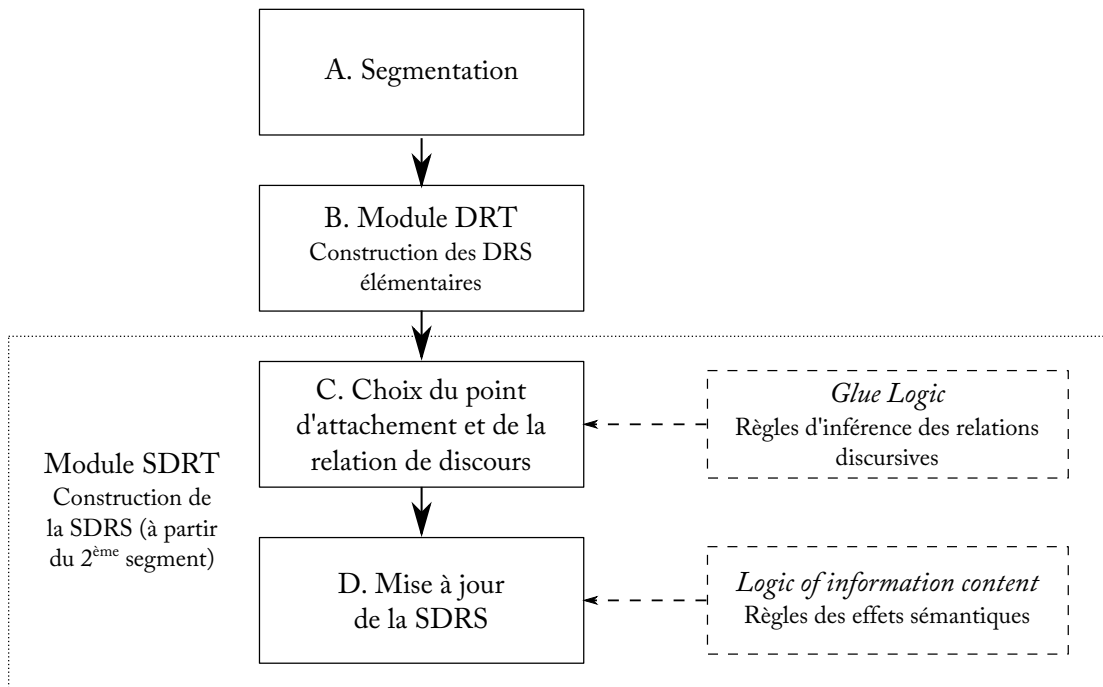 A. Segmentation
B. Module DRT
Construction des DRS
élémentaires
C. Choix du point
d'attachement et de la
relation de discours
Glue Logic
Règles d'inférence des relations
discursives
Module SDRT
Construction de
la SDRS (à partir
du 2ème segment)
D. Mise à jour
de la SDRS
Logic of information content
Règles des effets sémantiques